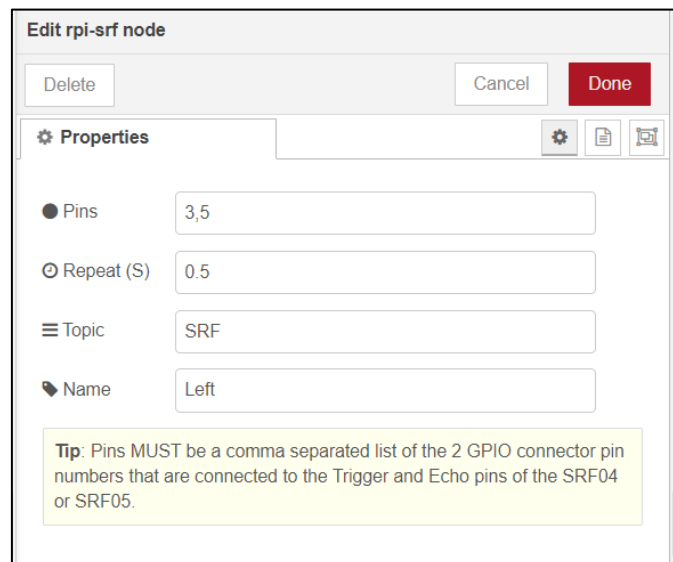 Edit rpi-srf node
Delete
Cancel
Done
Properties
Pins
3,5
Repeat (S)
0.5
Topic
SRF
Name
Left
Tip: Pins MUST be a comma separated list of the 2 GPIO connector pin
numbers that are connected to the Trigger and Echo pins of the SRF04
or SRF05.